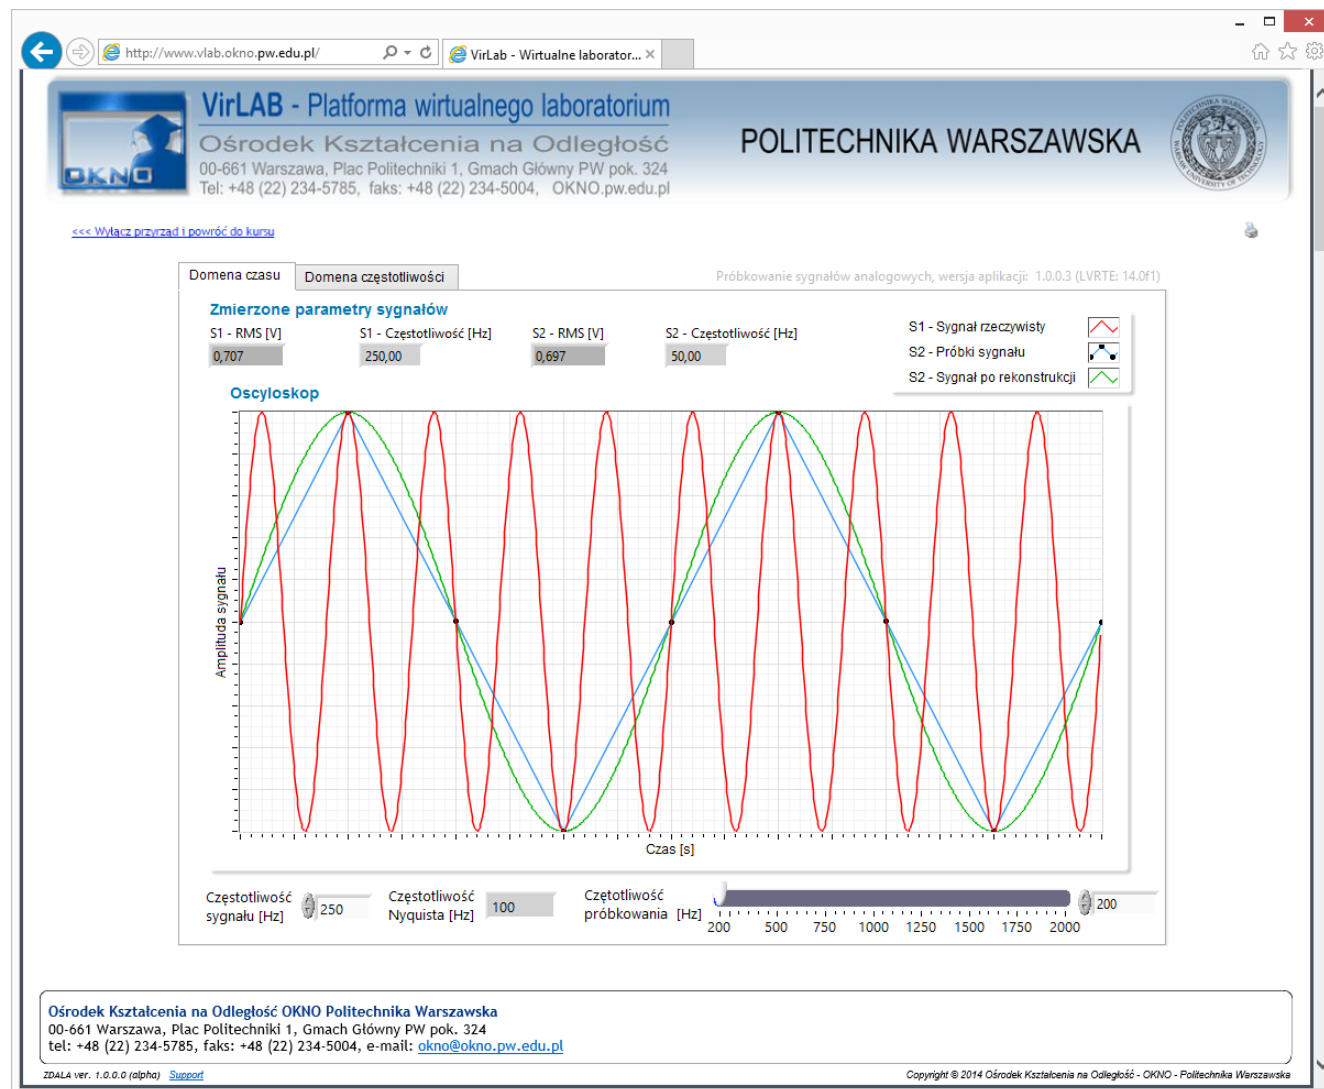 http://www.vlab.okno.pw.edu.pl/
VirLab - Wirtualne laborator...
VirLAB - Platforma wirtualnego laboratorium
Ośrodek Kształcenia na Odległość
00-661 Warszawa, Plac Politechniki 1, Gmach Główny PW pok. 324
Tel: +48 (22) 234-5785, faks: +48 (22) 234-5004, OKNO.pw.edu.pl
OKNO
POLITECHNIKA WARSZAWSKA
POLITECHNIKA WARSZAWSKA
WARSAW UNIVERSITY OF TECHNOLOGY
<<< Wyłącz przyrząd i powróć do kursu
Domena czasu
Domena częstotliwości
Próbkowanie sygnałów analogowych, wersja aplikacji: 1.0.0.3 (LVRTE: 14.0f1)
Zmierzone parametry sygnałów
S1 - RMS [V]
S1 - Częstotliwość [Hz]
S2 - RMS [V]
S2 - Częstotliwość [Hz]
0,707
250,00
0,697
50,00
S1 - Sygnał rzeczywisty
S2 - Próbki sygnału
S2 - Sygnał po rekonstrukcji
Oscyloskop
Amplituda sygnału
Czas [s]
Częstotliwość
sygnału [Hz]
250
Częstotliwość
Nyquista [Hz]
100
Czętotliwość
próbkowania [Hz]
200 500 750 1000 1250 1500 1750 2000
200
Ośrodek Kształcenia na Odległość OKNO Politechnika Warszawska
00-661 Warszawa, Plac Politechniki 1, Gmach Główny PW pok. 324
tel: +48 (22) 234-5785, faks: +48 (22) 234-5004, e-mail: okno@okno.pw.edu.pl
ZDALA ver. 1.0.0.0 (alpha) Support
Copyright © 2014 Ośrodek Kształcenia na Odległość - OKNO - Politechnika Warszawska